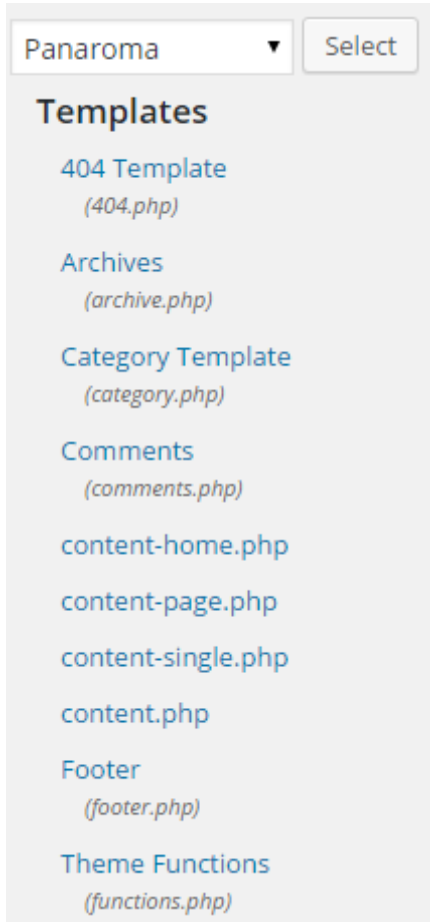 Panaroma Select
Templates
404 Template
(404.php)
Archives
(archive.php)
Category Template
(category.php)
Comments
(comments.php)
content-home.php
content-page.php
content-single.php
content.php
Footer
(footer.php)
Theme Functions
(functions.php)